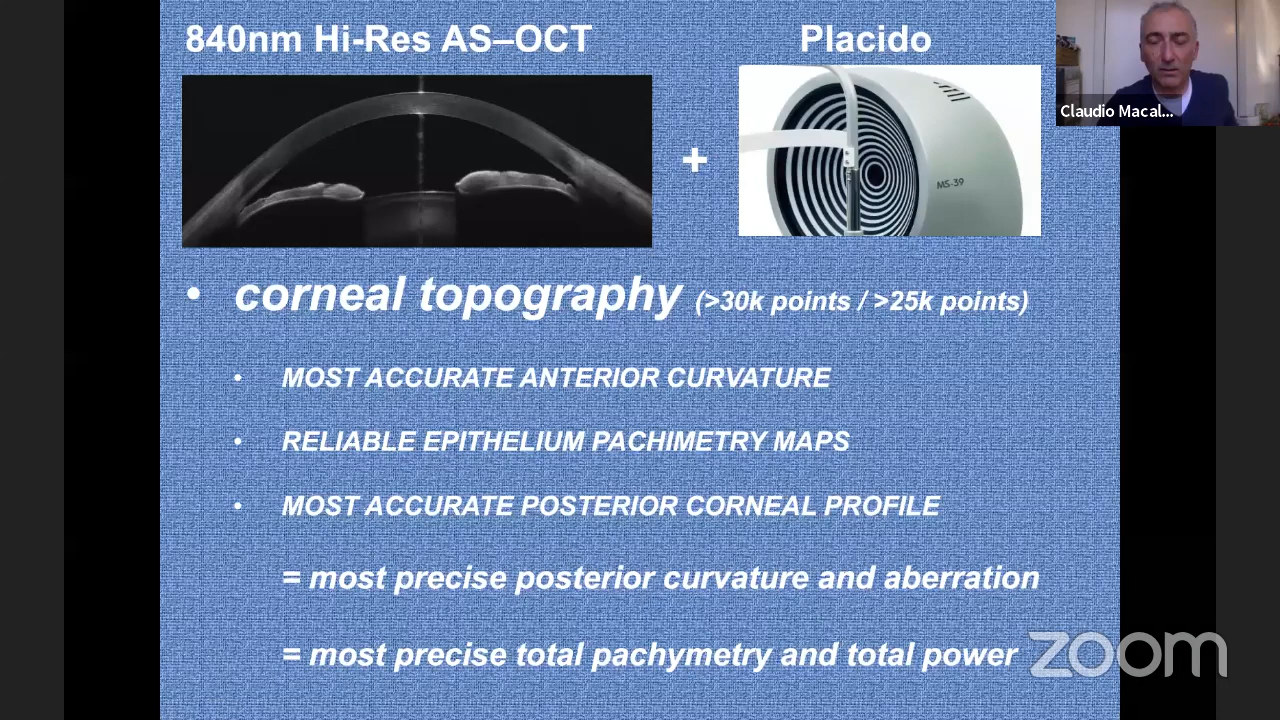 840nm Hi-Res AS–OCT
Placido
Claudio Macal...
+
MS-39
• corneal topography (>30k points / >25k points)
• MOST ACCURATE ANTERIOR CURVATURE
• RELIABLE EPITHELIUM PACHIMETRY MAPS
• MOST ACCURATE POSTERIOR CORNEAL PROFILE
= most precise posterior curvature and aberration
= most precise total pachymetry and total power
zoom